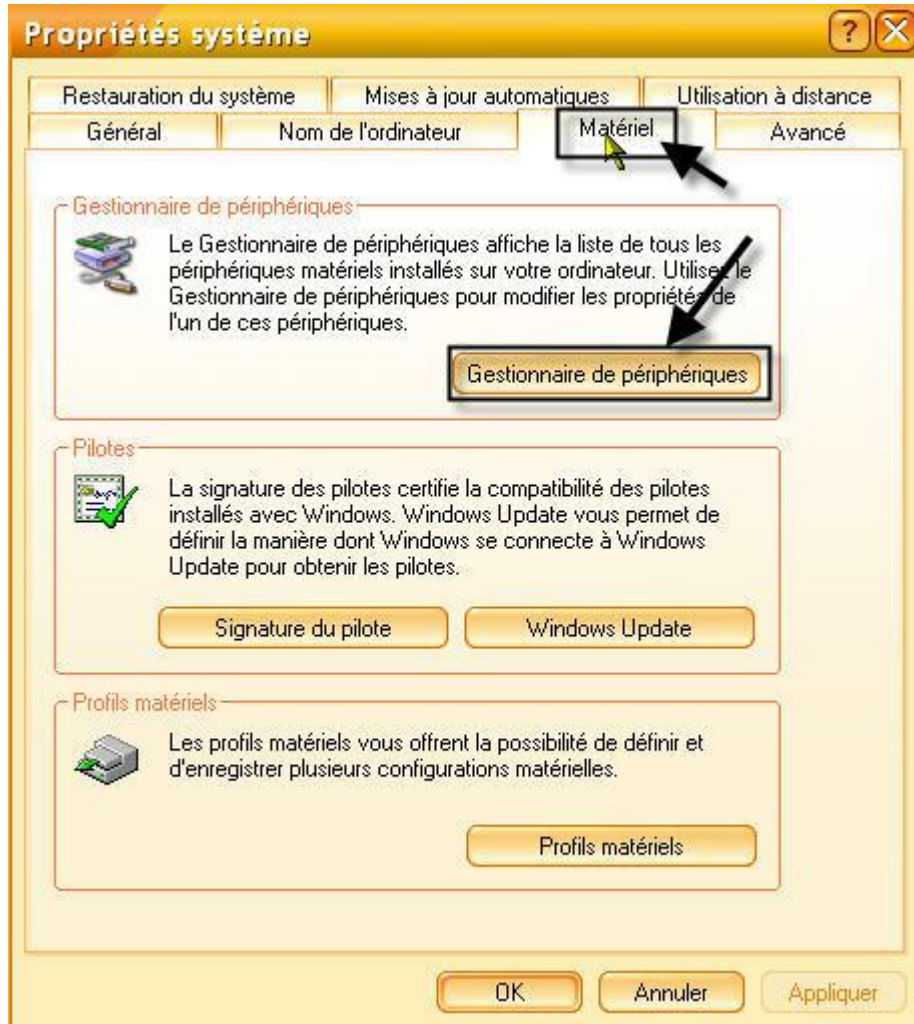 Propriétés système
Restauration du système
Mises à jour automatiques
Utilisation à distance
Général
Nom de l'ordinateur
Matériel
Avancé
Gestionnaire de périphériques
Le Gestionnaire de périphériques affiche la liste de tous les
périphériques matériels installés sur votre ordinateur. Utilisez le
Gestionnaire de périphériques pour modifier les propriétés de
l'un de ces périphériques.
Gestionnaire de périphériques
Pilotes
La signature des pilotes certifie la compatibilité des pilotes
installés avec Windows. Windows Update vous permet de
définir la manière dont Windows se connecte à Windows
Update pour obtenir les pilotes.
Signature du pilote
Windows Update
Profils matériels
Les profils matériels vous offrent la possibilité de définir et
d'enregistrer plusieurs configurations matérielles.
Profils matériels
OK
Annuler
Appliquer